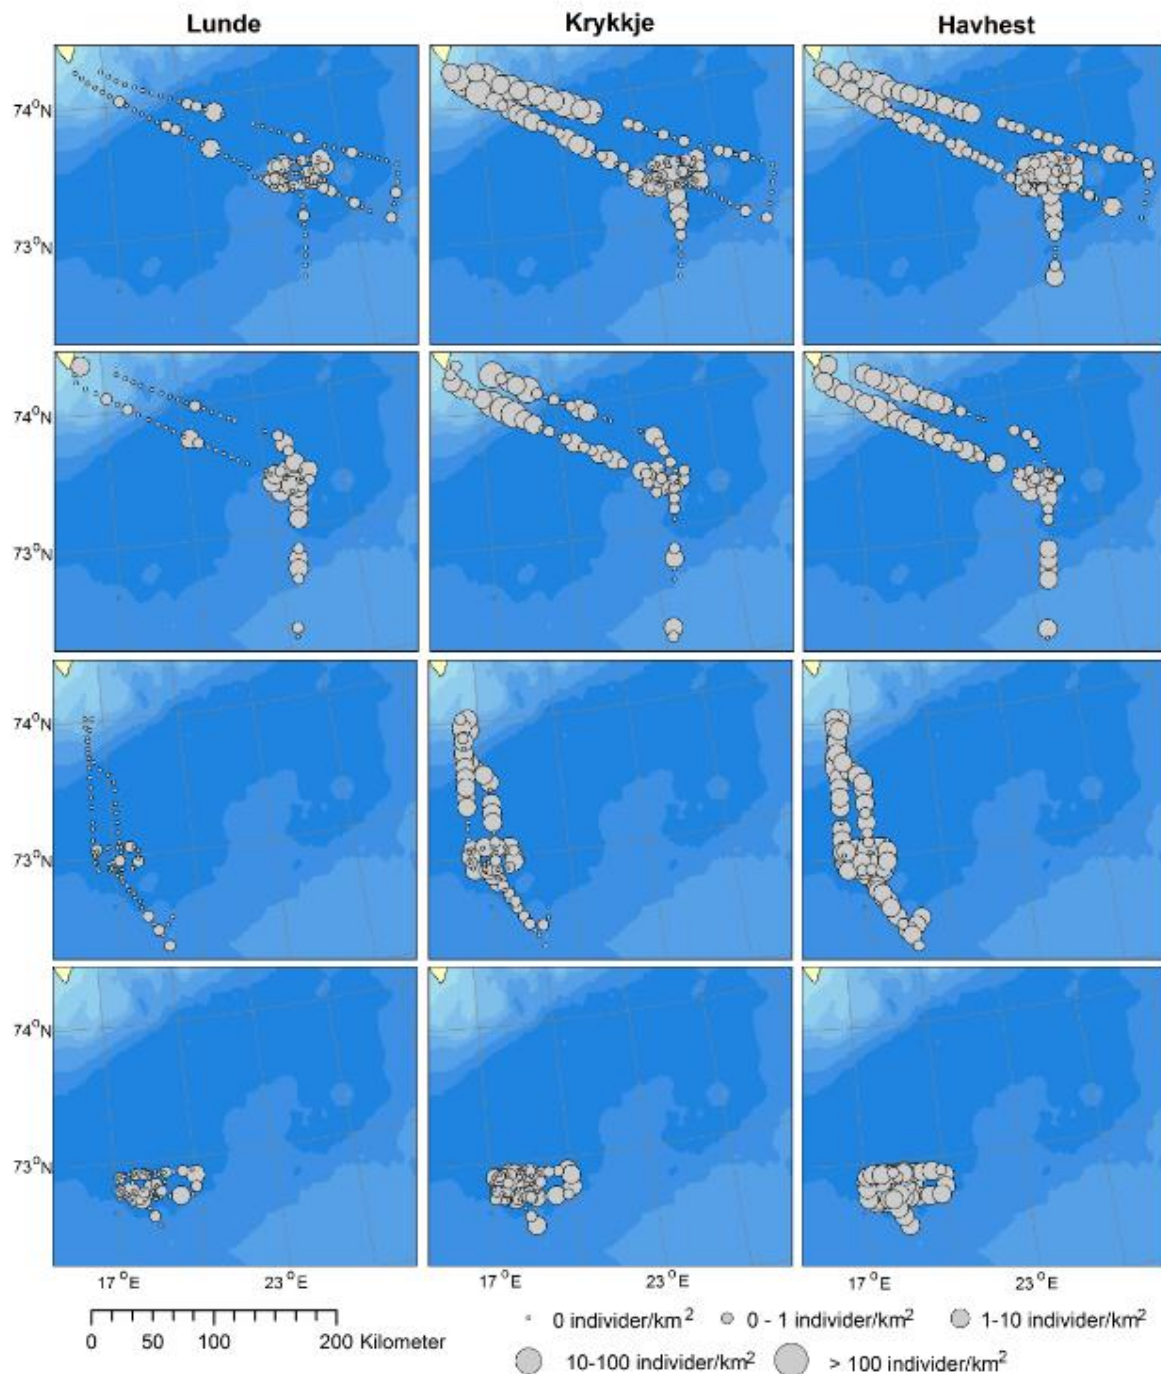 Lunde Krykkje Havhest
74°N
73°N
74°N
73°N
74°N
73°N
74°N
73°N
17 °E 23 °E 17 °E 23 °E 17 °E 23 °E
0 50 100 200 Kilometer
0 individer/km² 0 - 1 individer/km² 1-10 individer/km²
10-100 individer/km² > 100 individer/km²